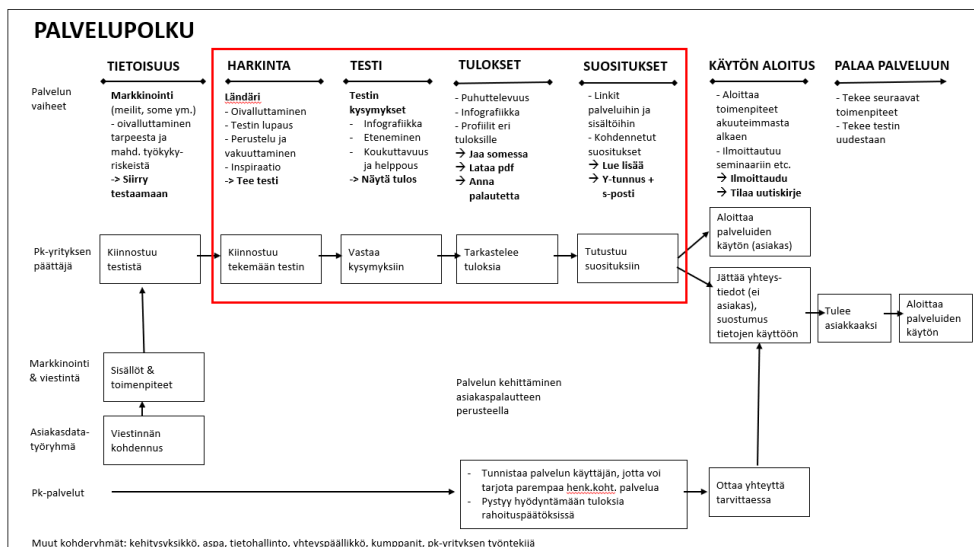 PALVELUPOLKU
Palvelun
vaiheet
TIETOISUUS
Markkinointi
(meilit, some ym.)
- oivalluttaminen
tarpeesta ja
mahd. työkyky-
riskeistä
-> Siirry
testaamaan
HARKINTA
Ländäri
- Oivalluttaminen
- Testin lupaus
- Perustelu ja
vakuuttaminen
- Inspiraatio
-> Tee testi
TESTI
Testin
kysymykset
- Infografiikka
- Eteneminen
- Koukuttavuus
ja helppous
-> Näytä tulos
TULOKSET
- Puhuttelevuus
- Infografiikka
- Profiilit eri
tuloksille
→ Jaa somessa
→ Lataa pdf
→ Anna
palautetta
SUOSITUKSET
- Linkit
palveluihin ja
sisältöihin
- Kohdennetut
suositukset
→ Lue lisää
→ Y-tunnus +
s-posti
KÄYTÖN ALOITUS
- Aloittaa
toimenpiteet
akuuteimmasta
alkaen
- Ilmoittautuu
seminaariin etc.
→ Ilmoittaudu
→ Tilaa uutiskirje
PALAA PALVELUUN
- Tekee seuraavat
toimenpiteet
- Tekee testin
uudestaan
Pk-yrityksen
päättäjä
Kiinnostuu
testistä
Kiinnostuu
tekemään testin
Vastaa
kysymyksiin
Tarkastelee
tuloksia
Tutustuu
suosituksiin
Aloittaa
palveluiden
käytön (asiakas)
Jättää yhteys-
tiedot (ei
asiakas),
suostumus
tietojen käyttöön
Tulee
asiakkaaksi
Aloittaa
palveluiden
käytön
Markkinointi
& viestintä
Sisällöt &
toimenpiteet
Palvelun kehittäminen
asiakaspalautteen
perusteella
Asiakasdata-
työryhmä
Viestinnän
kohdennus
Pk-palvelut
- Tunnistaa palvelun käyttäjän, jotta voi
tarjota parempaa henk.koht. palvelua
- Pystyy hyödyntämään tuloksia
rahoituspäätöksissä
Ottaa yhteyttä
tarvittaessa
Muut kohderyhmät: kehitysyksikkö, aspa, tietohallinto, yhteyspäällikkö, kumppanit, pk-yrityksen työntekijä